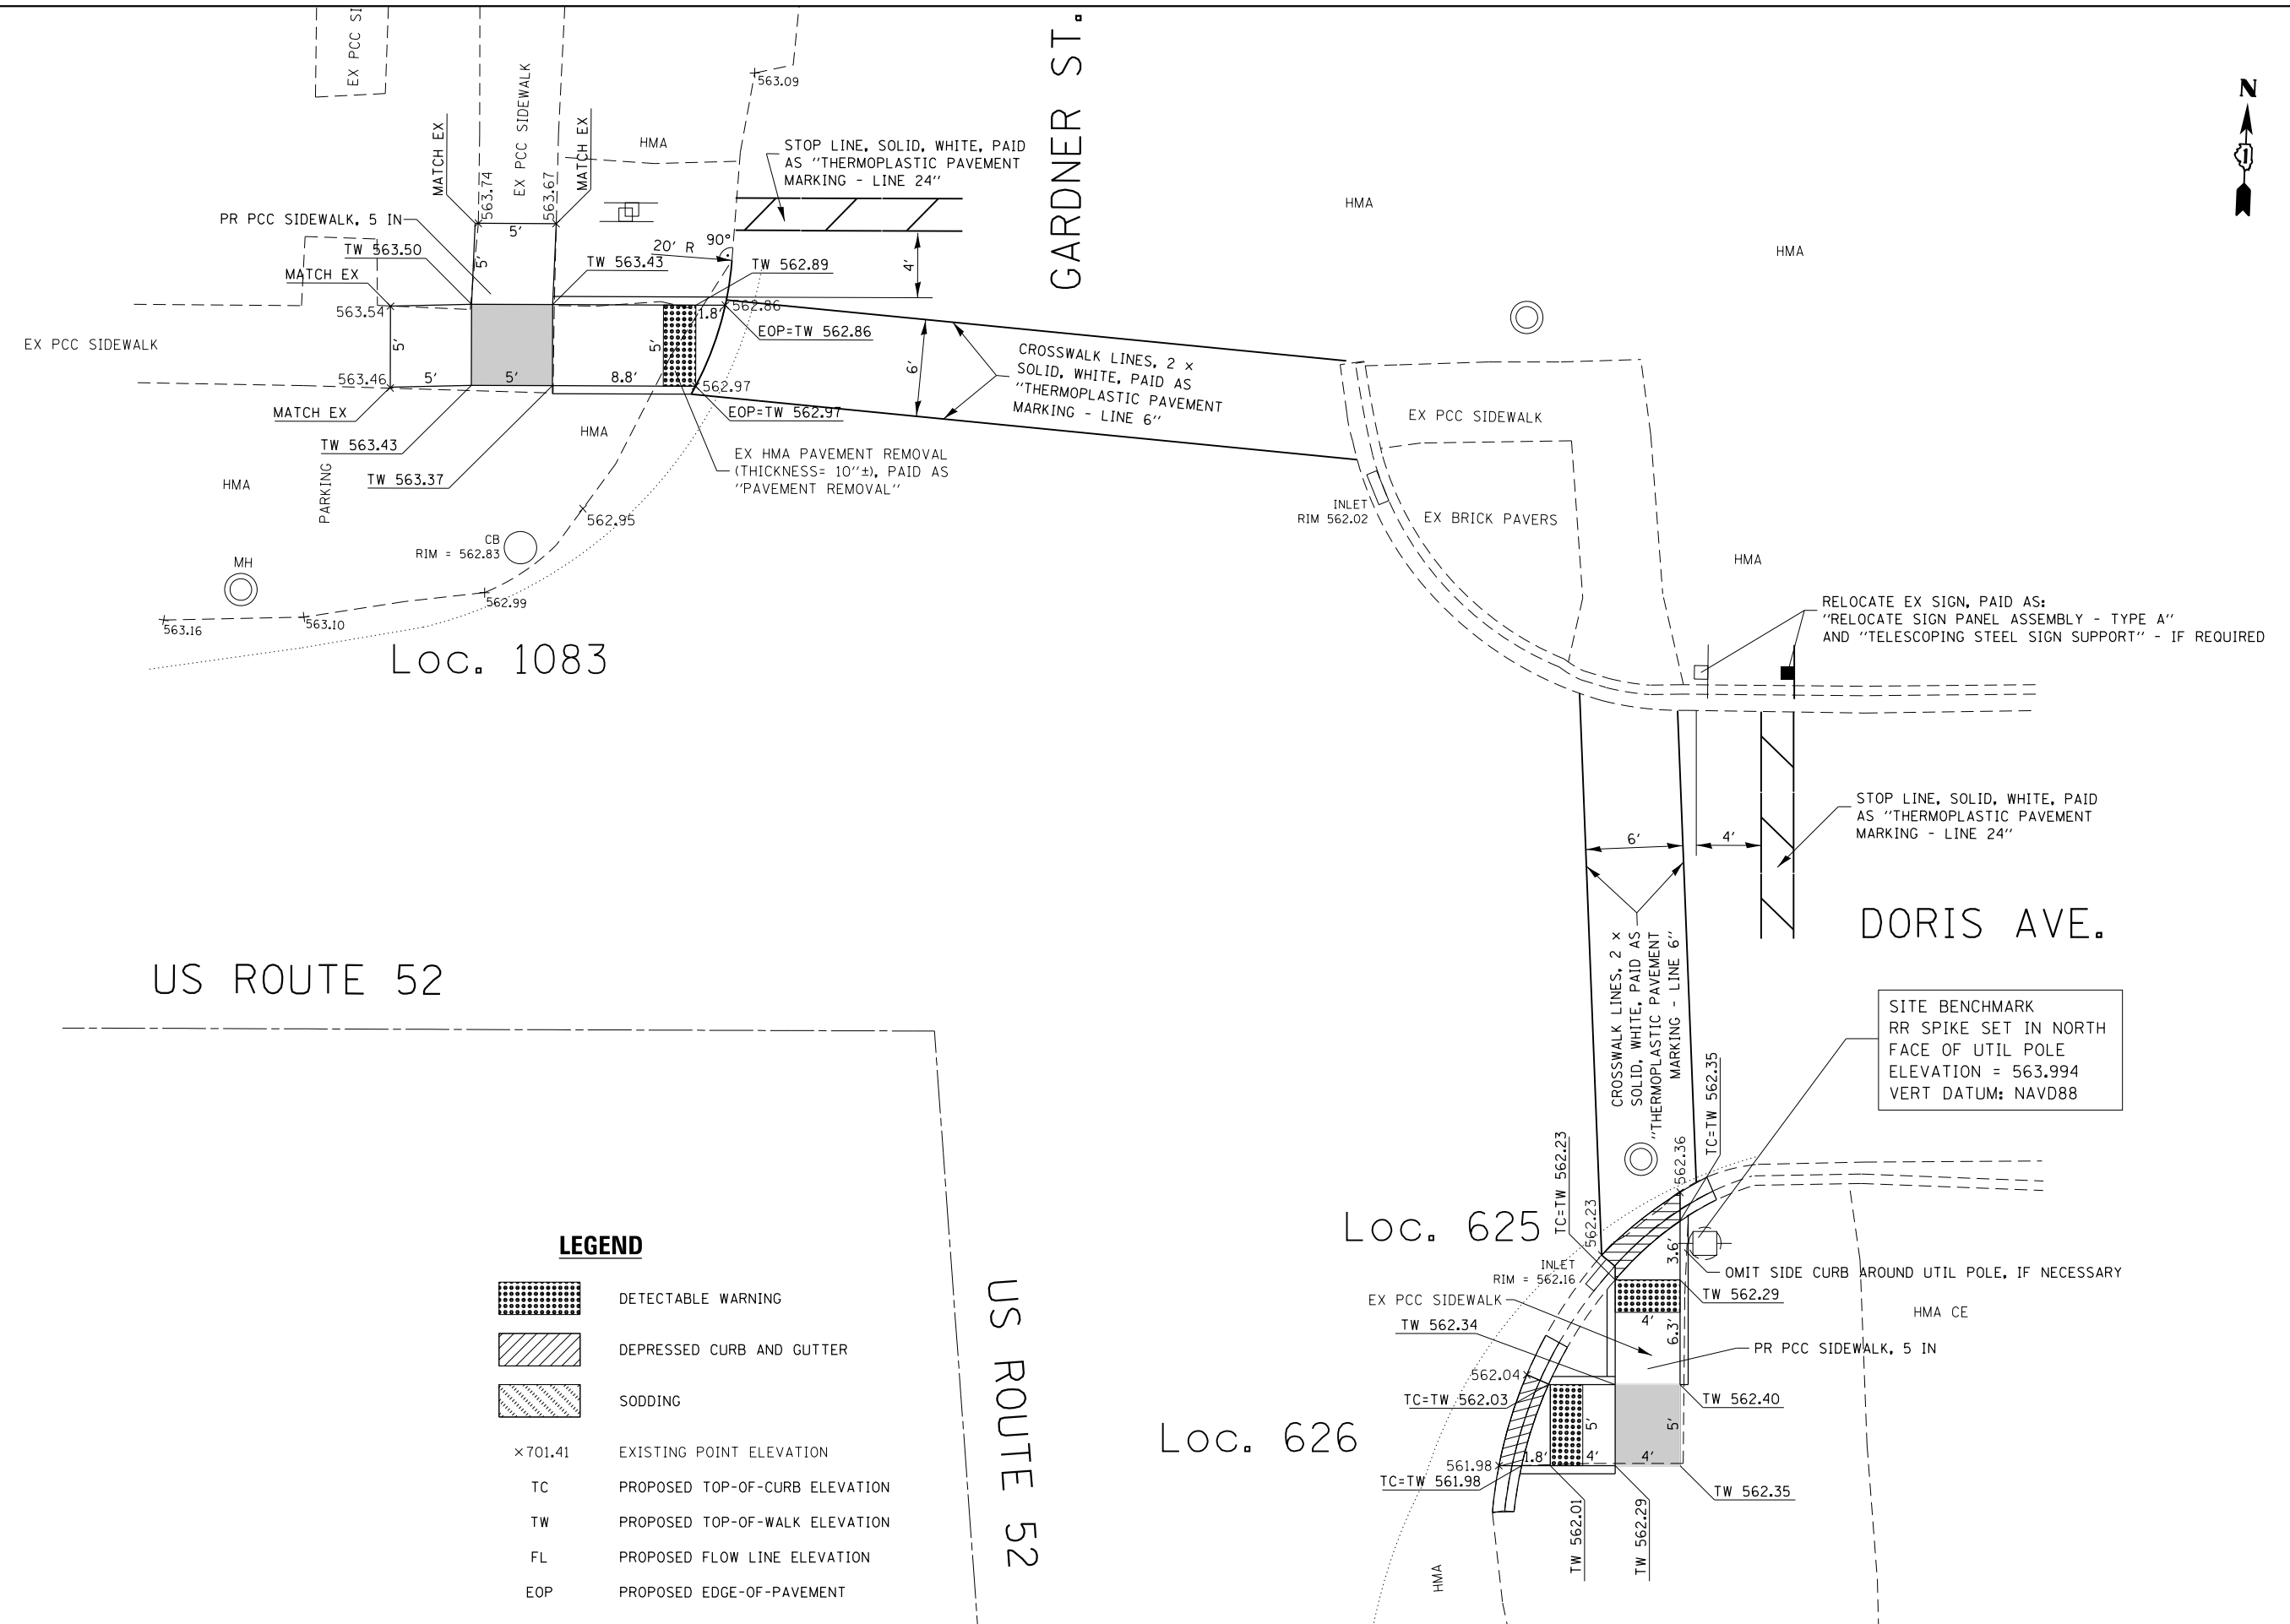 EX PCC SI
GARDNER ST.
N
563.09
EX PCC SIDEWALK
HMA
STOP LINE, SOLID, WHITE, PAID
AS "THERMOPLASTIC PAVEMENT
MARKING - LINE 24"
MATCH EX
MATCH EX
563.74
563.67
HMA
HMA
PR PCC SIDEWALK, 5 IN
5'
5'
TW 563.50
MATCH EX
20' R
90°
TW 563.43
TW 562.89
4'
563.54
562.86
1.8'
EOP=TW 562.86
EX PCC SIDEWALK
5'
5'
6'
CROSSWALK LINES, 2 x
SOLID, WHITE, PAID AS
"THERMOPLASTIC PAVEMENT
MARKING - LINE 6"
563.46
5'
5'
8.8'
562.97
MATCH EX
EOP=TW 562.97
EX PCC SIDEWALK
HMA
TW 563.43
EX HMA PAVEMENT REMOVAL
(THICKNESS= 10"±), PAID AS
"PAVEMENT REMOVAL"
TW 563.37
HMA
PARKING
INLET
RIM 562.02
EX BRICK PAVERS
562.95
CB
RIM = 562.83
HMA
MH
562.99
563.16
563.10
RELOCATE EX SIGN, PAID AS:
"RELOCATE SIGN PANEL ASSEMBLY - TYPE A"
AND "TELESCOPING STEEL SIGN SUPPORT" - IF REQUIRED
Loc. 1083
STOP LINE, SOLID, WHITE, PAID
AS "THERMOPLASTIC PAVEMENT
MARKING - LINE 24"
6'
4'
DORIS AVE.
US ROUTE 52
CROSSWALK LINES, 2 x
SOLID, WHITE, PAID AS
"THERMOPLASTIC PAVEMENT
MARKING - LINE 6"
SITE BENCHMARK
RR SPIKE SET IN NORTH
FACE OF UTIL POLE
ELEVATION = 563.994
VERT DATUM: NAVD88
TC=TW 562.35
562.36
TC=TW 562.23
562.23
Loc. 625
3.6'
INLET
RIM = 562.16
OMIT SIDE CURB AROUND UTIL POLE, IF NECESSARY
EX PCC SIDEWALK
TW 562.29
HMA CE
TW 562.34
4'
6.3'
PR PCC SIDEWALK, 5 IN
562.04
TC=TW 562.03
TW 562.40
5'
5'
Loc. 626
1.8'
4'
4'
561.98
TC=TW 561.98
TW 562.35
TW 562.01
TW 562.29
HMA
US ROUTE 52
LEGEND
DETECTABLE WARNING
DEPRESSED CURB AND GUTTER
SODDING
×701.41 EXISTING POINT ELEVATION
TC PROPOSED TOP-OF-CURB ELEVATION
TW PROPOSED TOP-OF-WALK ELEVATION
FL PROPOSED FLOW LINE ELEVATION
EOP PROPOSED EDGE-OF-PAVEMENT